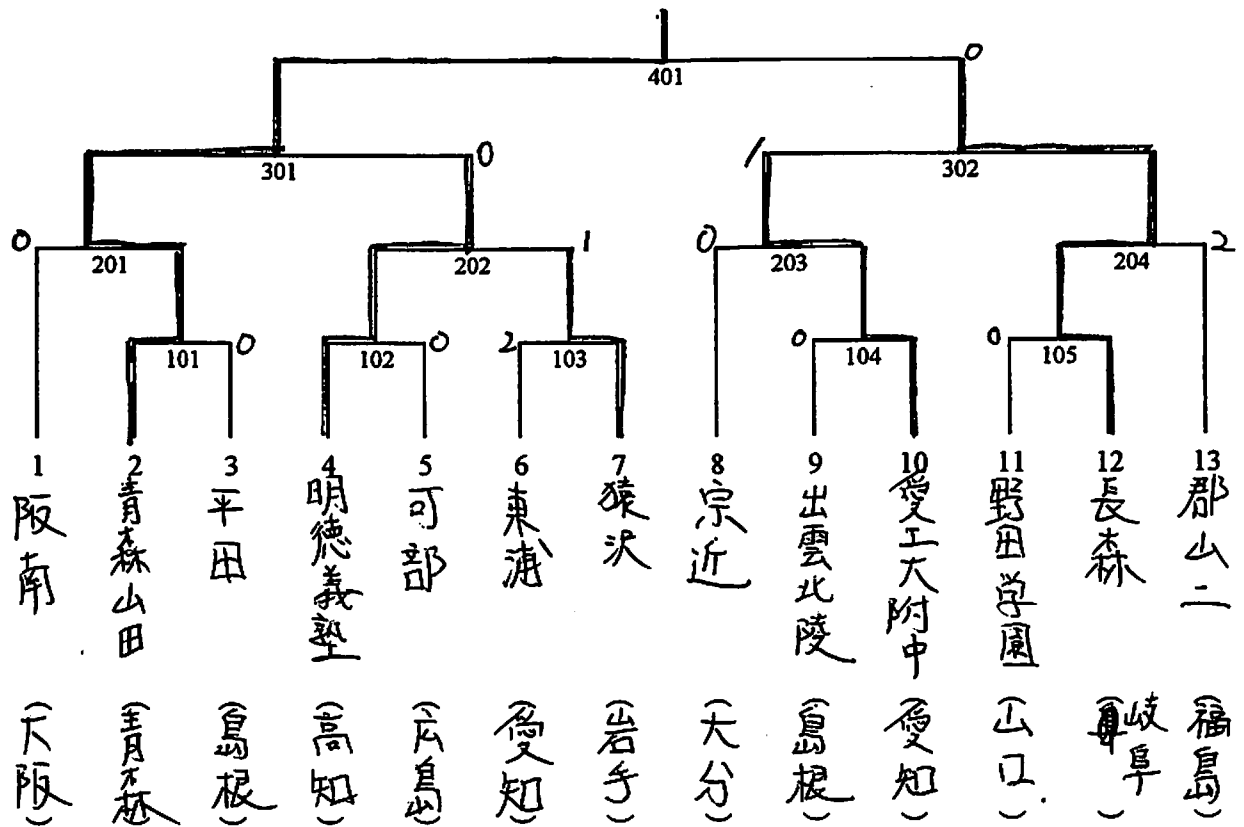 0
401
0
1
301
302
0
1
0
2
201
202
203
204
0
0
2
0
0
101
102
103
104
105
1
2
3
4
5
6
7
8
9
10
11
12
13
阪南
青森山田
平田
明徳義塾
可部
東浦
猿沢
宗近
出雲北陵
愛工大附中
野田学園
長森
郡山二
(大阪)
(青森)
(島根)
(高知)
(広島)
(愛知)
(岩手)
(大分)
(島根)
(愛知)
(山口)
(岐阜)
(福島)